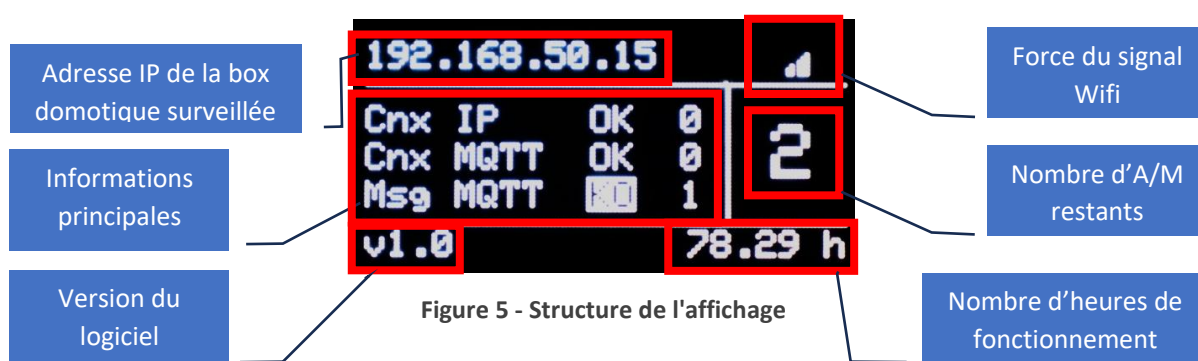 Adresse IP de la box
domotique surveillée
Informations
principales
Version du
logiciel
192.168.50.15
Cnx IP OK 0
Cnx MQTT OK 0
Msg MQTT KO 1
2
v1.0
78.29 h
Force du signal
Wifi
Nombre d'A/M
restants
Nombre d'heures de
fonctionnement
Figure 5 - Structure de l'affichage